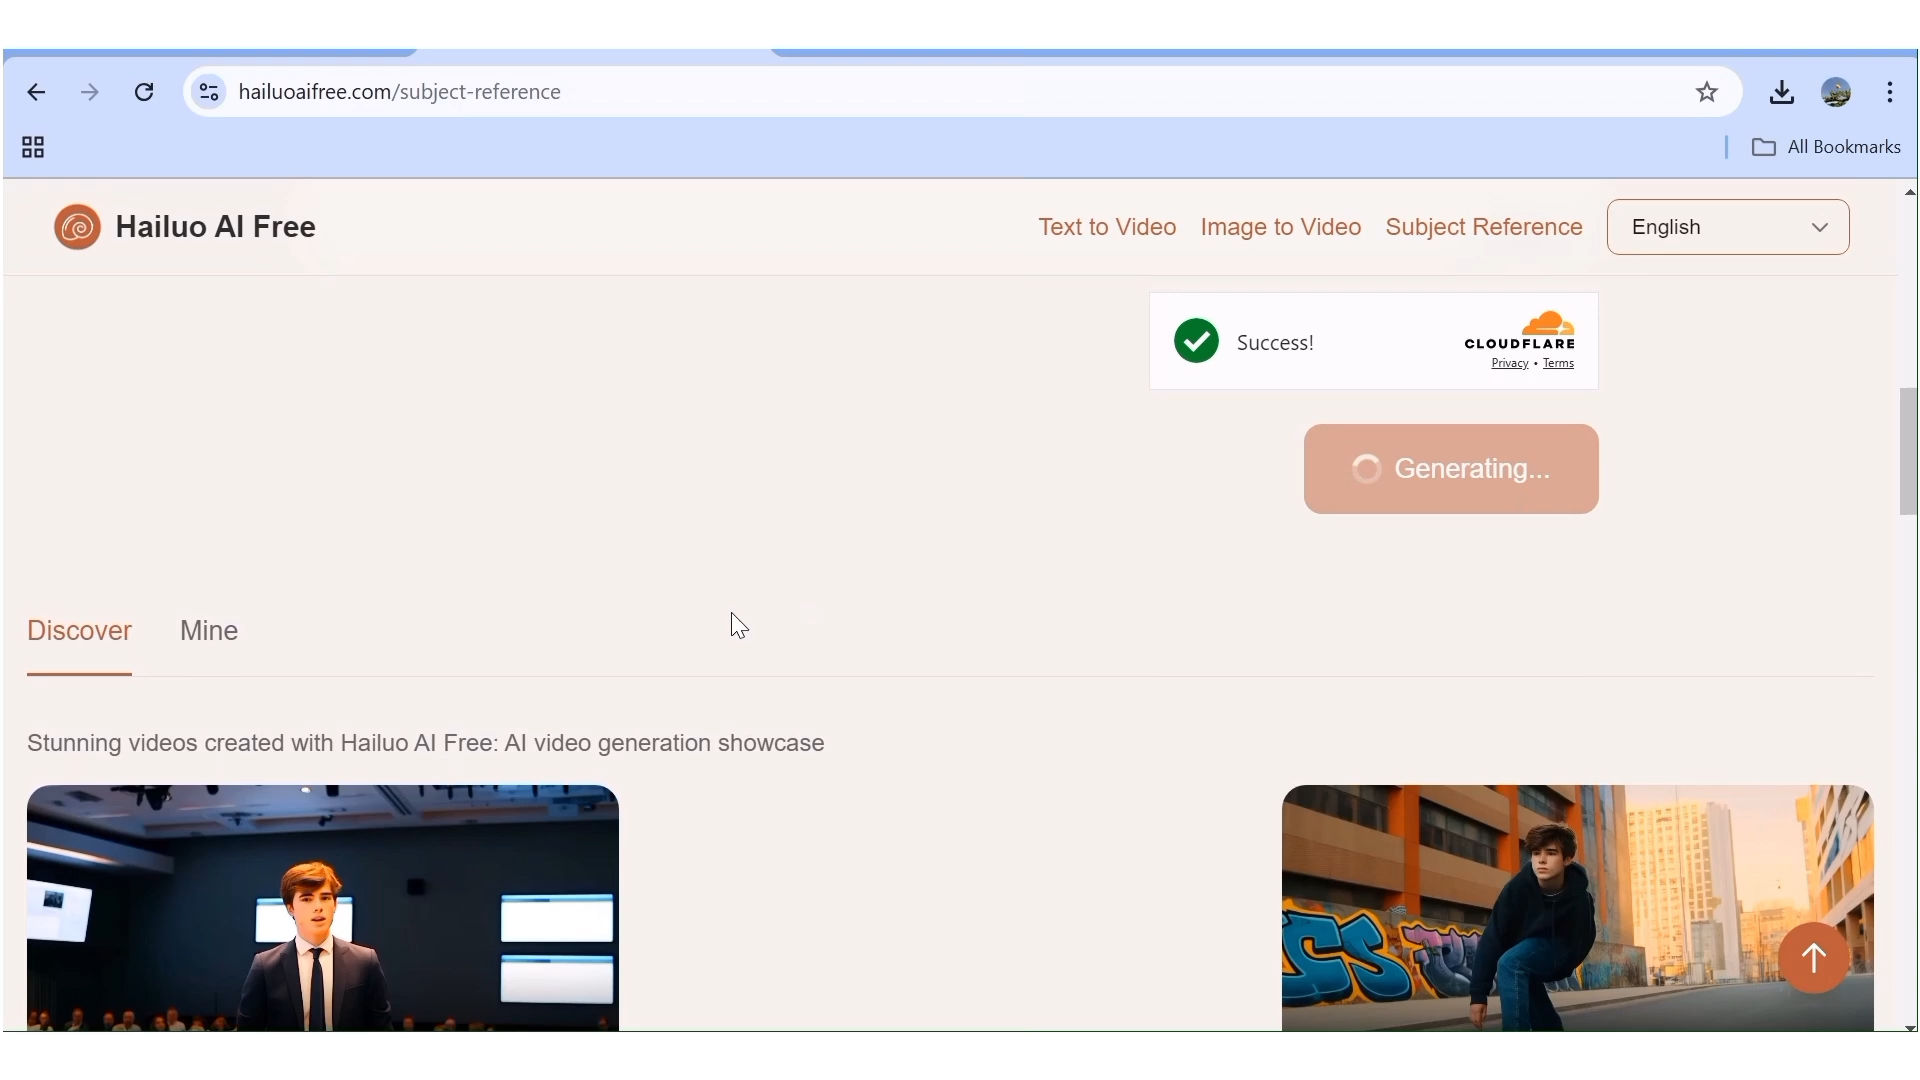 hailuoaifree.com/subject-reference
All Bookmarks
Hailuo AI Free
Text to Video
Image to Video
Subject Reference
English
Success!
CLOUDFLARE
Privacy • Terms
Generating...
Discover
Mine
Stunning videos created with Hailuo AI Free: AI video generation showcase